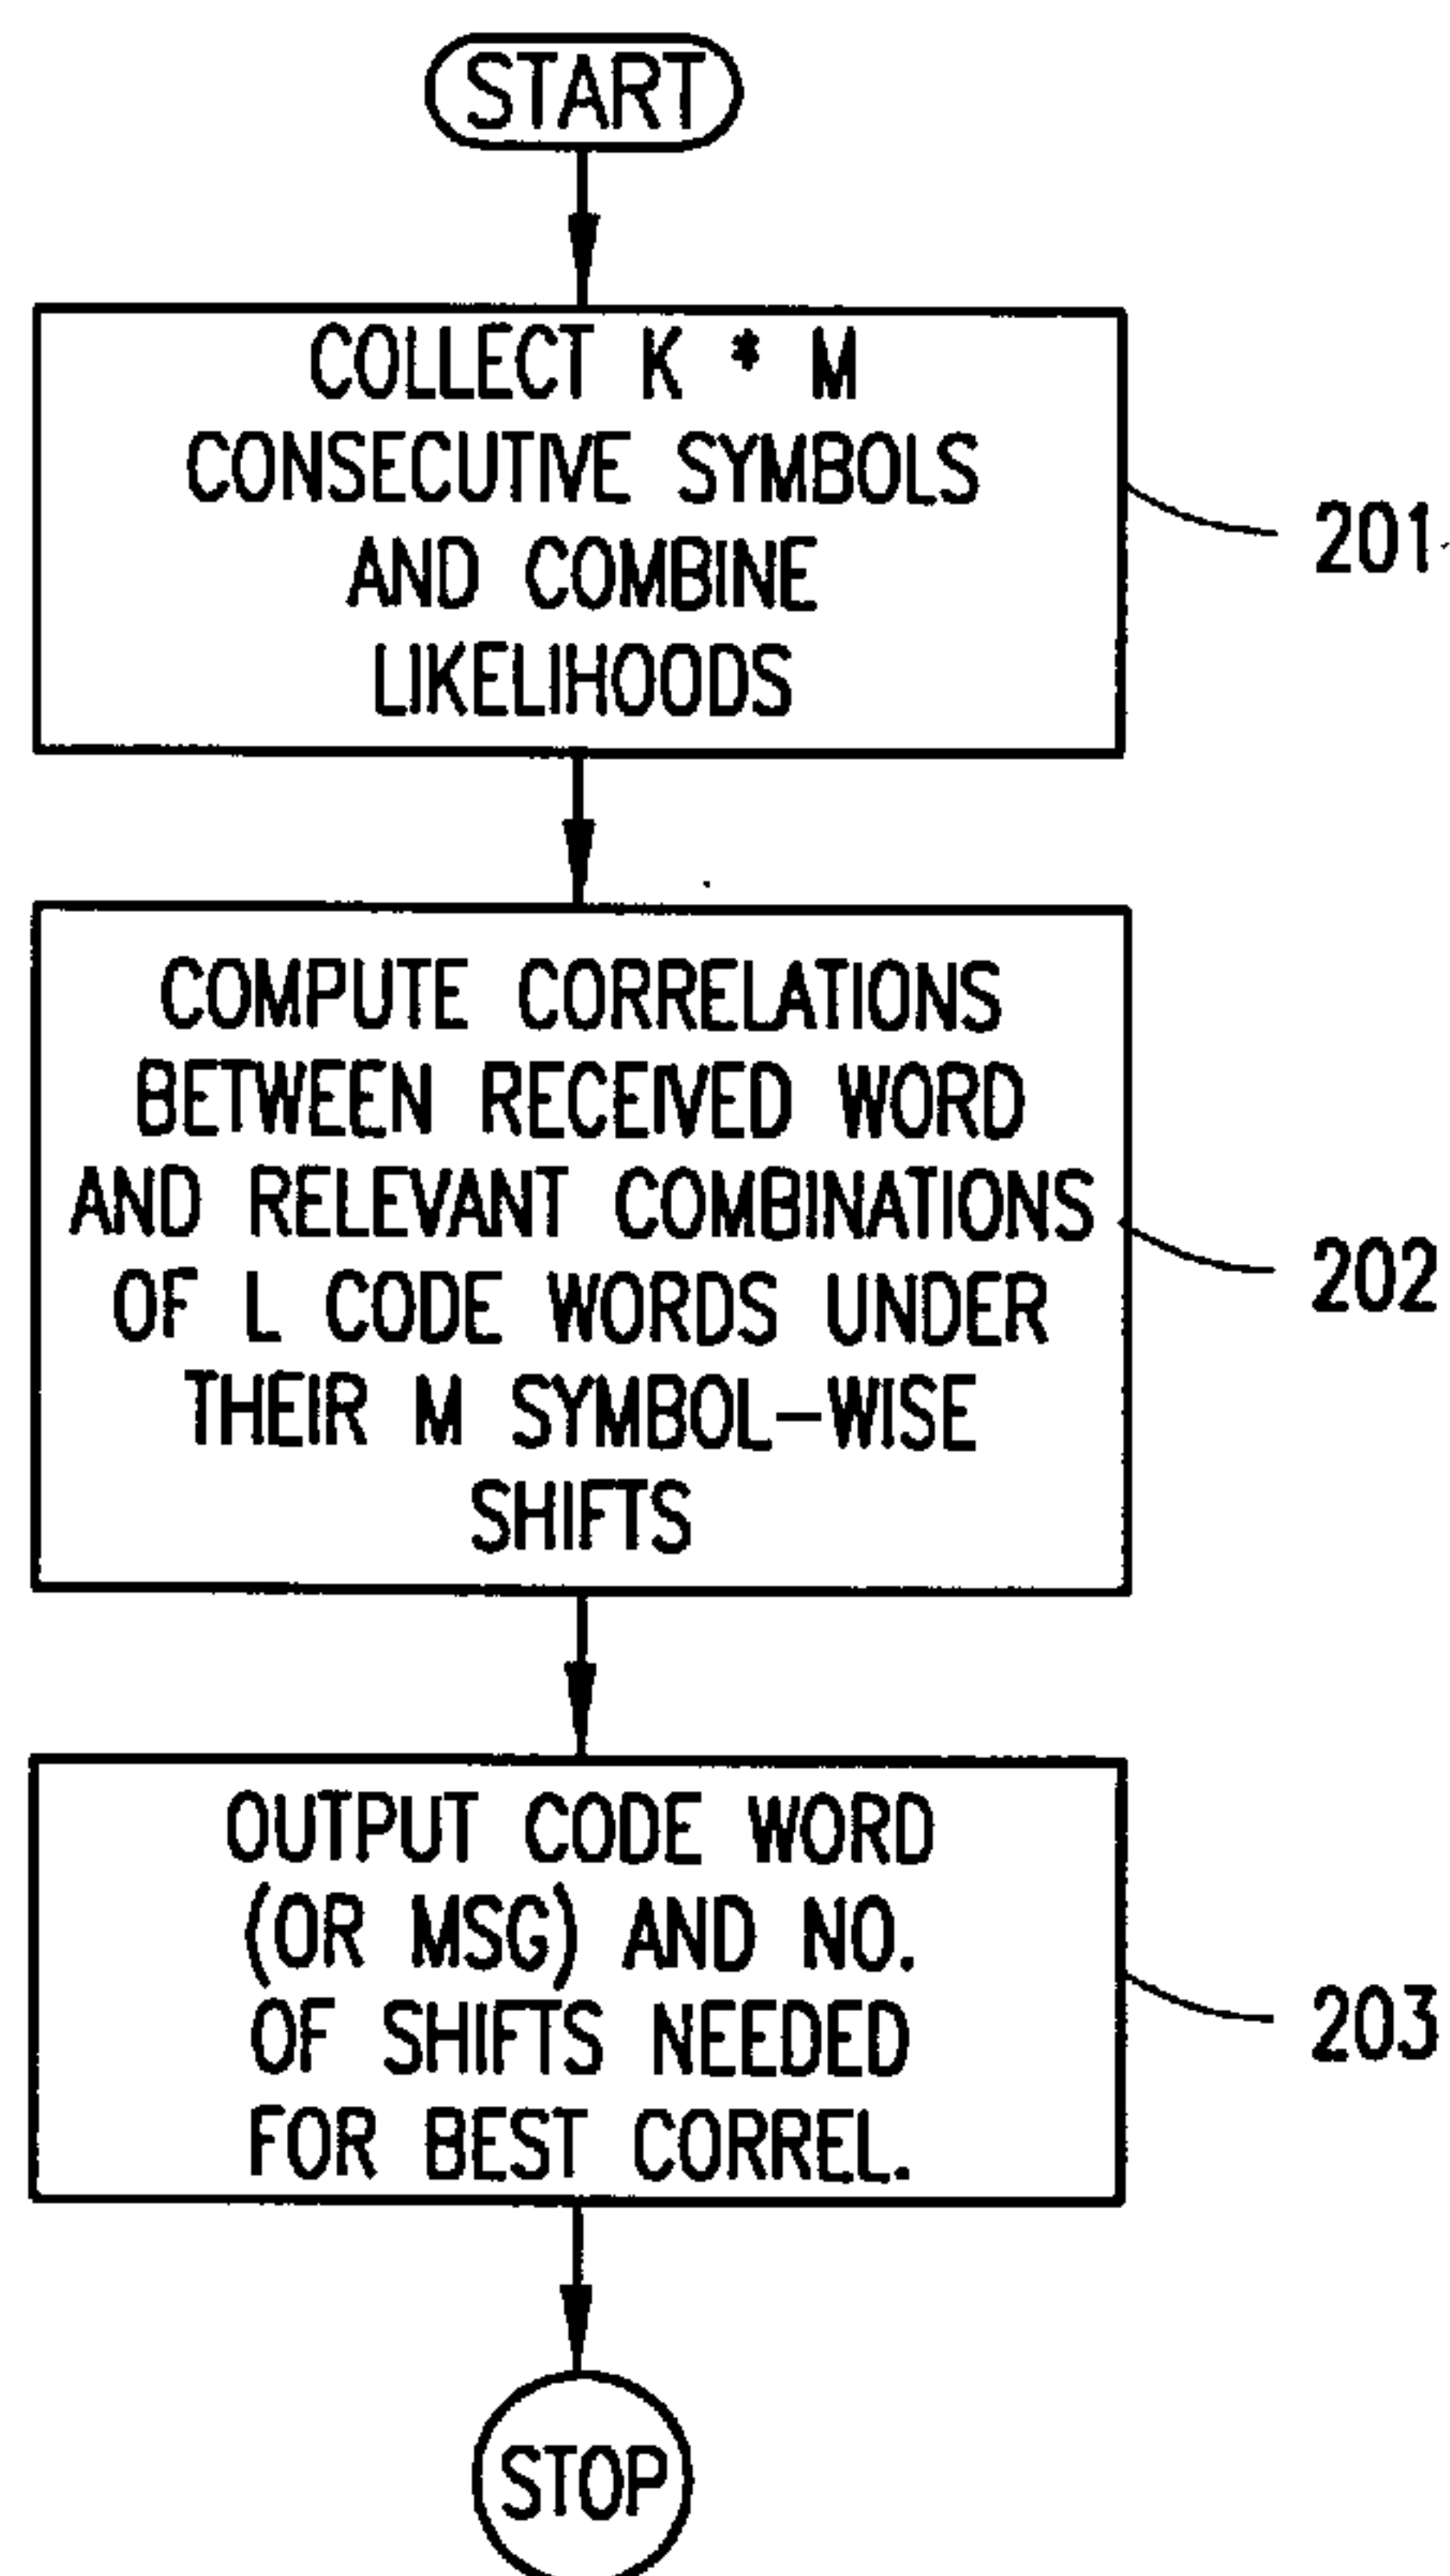 START
COLLECT K * M
CONSECUTIVE SYMBOLS
AND COMBINE
LIKELIHOODS
201
COMPUTE CORRELATIONS
BETWEEN RECEIVED WORD
AND RELEVANT COMBINATIONS
OF L CODE WORDS UNDER
THEIR M SYMBOL-WISE
SHIFTS
202
OUTPUT CODE WORD
(OR MSG) AND NO.
OF SHIFTS NEEDED
FOR BEST CORREL.
203
STOP